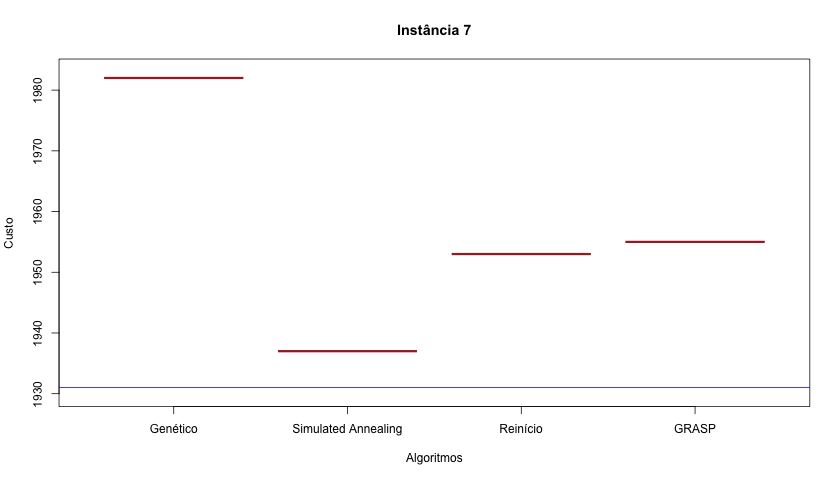 Instância 7
Custo
1980
1970
1960
1950
1940
1930
Genético Simulated Annealing Reinício GRASP
Algoritmos